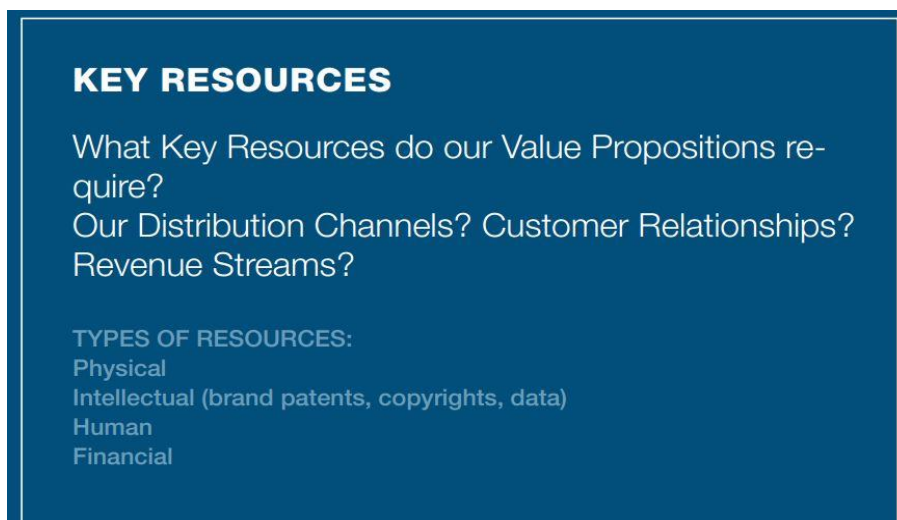 KEY RESOURCES
What Key Resources do our Value Propositions re-
quire?
Our Distribution Channels? Customer Relationships?
Revenue Streams?
TYPES OF RESOURCES:
Physical
Intellectual (brand patents, copyrights, data)
Human
Financial